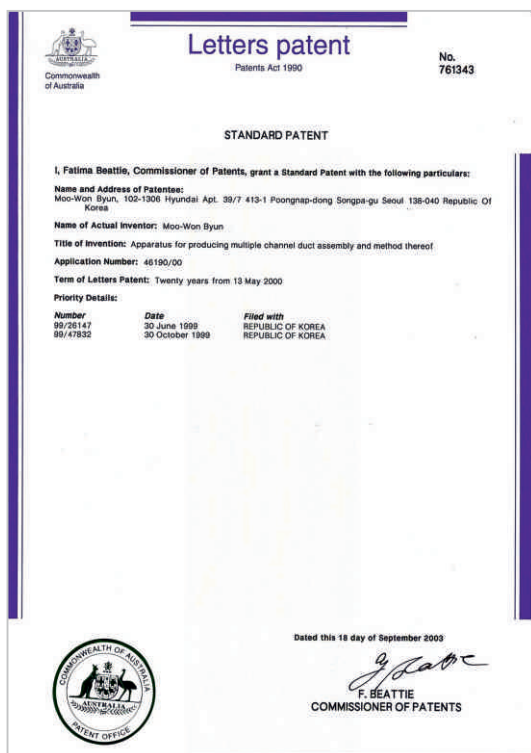 Letters patent
Patents Act 1990
No.
761343
AUSTRALIA
Commonwealth
of Australia
STANDARD PATENT
I, Fatima Beattie, Commissioner of Patents, grant a Standard Patent with the following particulars:
Name and Address of Patentee:
Moo-Won Byun, 102-1306 Hyundai Apt. 39/7 413-1 Poongnap-dong Songpa-gu Seoul 138-040 Republic Of
Korea
Name of Actual Inventor: Moo-Won Byun
Title of Invention: Apparatus for producing multiple channel duct assembly and method thereof
Application Number: 46190/00
Term of Letters Patent: Twenty years from 13 May 2000
Priority Details:
Number Date Filed with
99/26147 30 June 1999 REPUBLIC OF KOREA
99/47832 30 October 1999 REPUBLIC OF KOREA
Dated this 18 day of September 2003
F. BEATTIE
COMMISSIONER OF PATENTS
COMMONWEALTH OF AUSTRALIA
AUSTRALIA
PATENT OFFICE